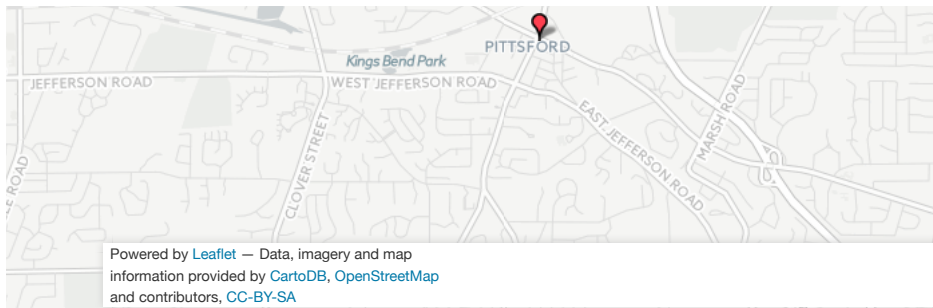 PITTSFORD
Kings Bend Park
JEFFERSON ROAD
WEST JEFFERSON ROAD
EAST JEFFERSON ROAD
MARSH ROAD
CLOVER STREET
ROAD
Powered by Leaflet — Data, imagery and map
information provided by CartoDB, OpenStreetMap
and contributors, CC-BY-SA